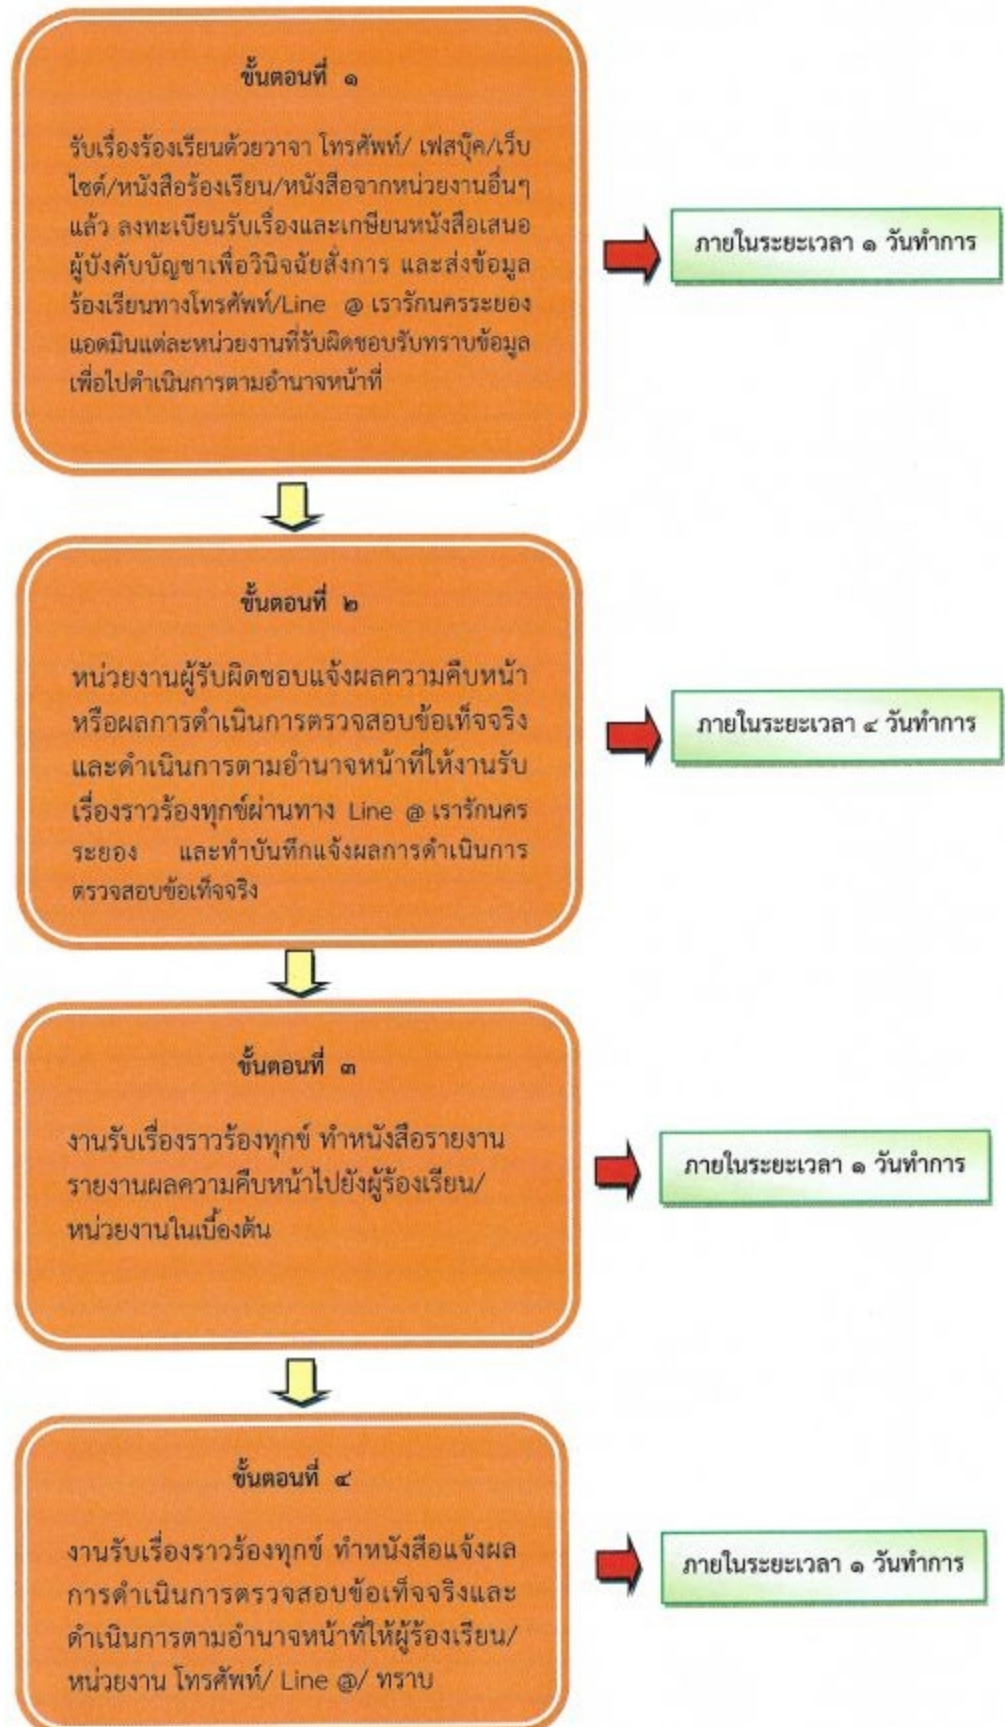 ขั้นตอนที่ ๑
รับเรื่องร้องเรียนด้วยวาจา โทรศัพท์/ เฟสบุ๊ค/เว็บ
ไซต์/หนังสือร้องเรียน/หนังสือจากหน่วยงานอื่นๆ
แล้ว ลงทะเบียนรับเรื่องและเกษียนหนังสือเสนอ
ผู้บังคับบัญชาเพื่อวินิจฉัยสั่งการ และส่งข้อมูล
ร้องเรียนทางโทรศัพท์/Line @ เรารักนครระยอง
แอดมินแต่ละหน่วยงานที่รับผิดชอบรับทราบข้อมูล
เพื่อไปดำเนินการตามอำนาจหน้าที่
ภายในระยะเวลา ๑ วันทำการ
ขั้นตอนที่ ๒
หน่วยงานผู้รับผิดชอบแจ้งผลความคืบหน้า
หรือผลการดำเนินการตรวจสอบข้อเท็จจริง
และดำเนินการตามอำนาจหน้าที่ให้งานรับ
เรื่องราวร้องทุกข์ผ่านทาง Line @ เรารักนคร
ระยอง และทำบันทึกแจ้งผลการดำเนินการ
ตรวจสอบข้อเท็จจริง
ภายในระยะเวลา ๔ วันทำการ
ขั้นตอนที่ ๓
งานรับเรื่องราวร้องทุกข์ ทำหนังสือรายงาน
รายงานผลความคืบหน้าไปยังผู้ร้องเรียน/
หน่วยงานในเบื้องต้น
ภายในระยะเวลา ๑ วันทำการ
ขั้นตอนที่ ๔
งานรับเรื่องราวร้องทุกข์ ทำหนังสือแจ้งผล
การดำเนินการตรวจสอบข้อเท็จจริงและ
ดำเนินการตามอำนาจหน้าที่ให้ผู้ร้องเรียน/
หน่วยงาน โทรศัพท์/ Line @/ ทราบ
ภายในระยะเวลา ๑ วันทำการ